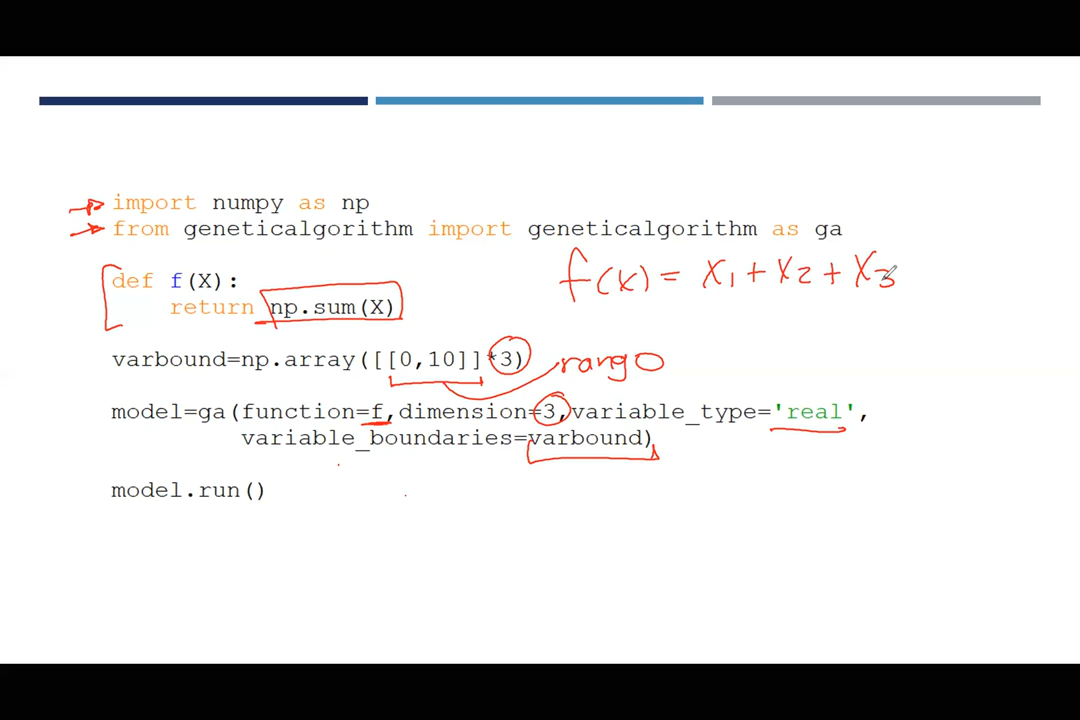 import numpy as np
from geneticalgorithm import geneticalgorithm as ga
def f(X):
f(x) = x1 + x2 + x3
return np.sum(X)
varbound=np.array([[0,10]]*3)
rango
model=ga(function=f,dimension=3,variable_type='real',
variable_boundaries=varbound)
model.run()